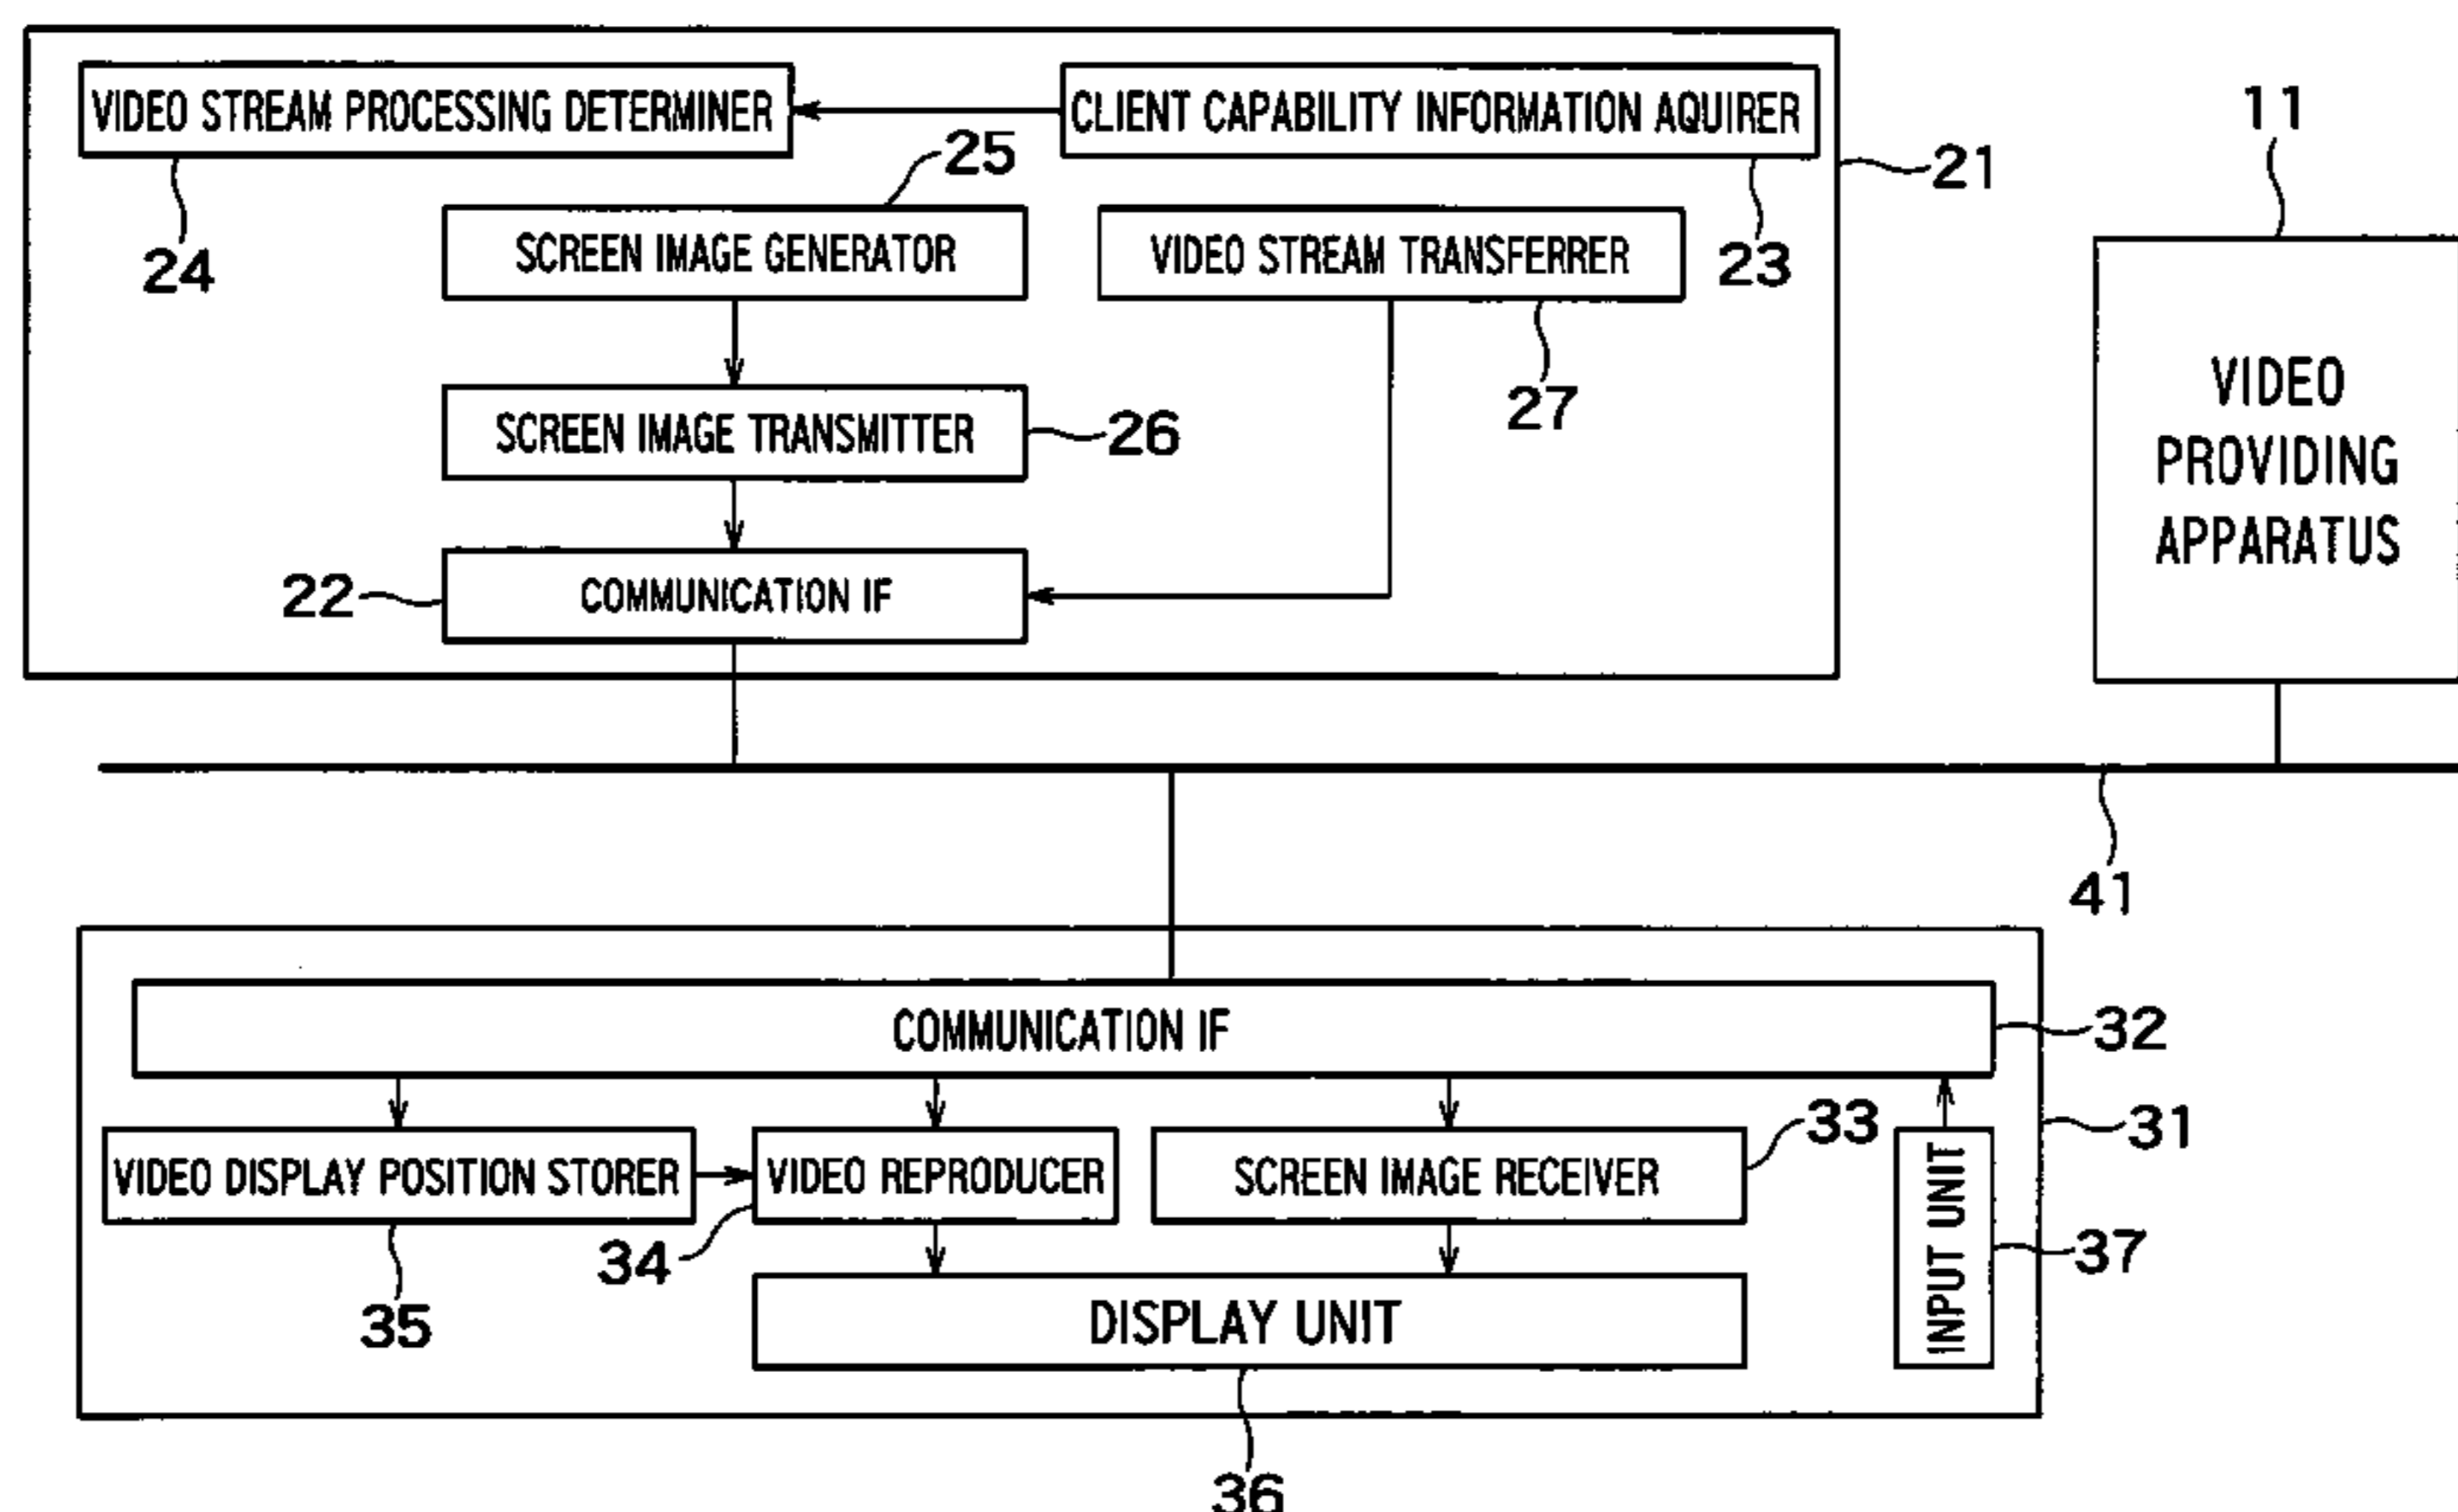 VIDEO STREAM PROCESSING DETERMINER
CLIENT CAPABILITY INFORMATION AQUIRER
11
25
21
SCREEN IMAGE GENERATOR
VIDEO STREAM TRANSFERRER
24
23
VIDEO
PROVIDING
APPARATUS
SCREEN IMAGE TRANSMITTER
26
27
22
COMMUNICATION IF
41
COMMUNICATION IF
32
33
31
VIDEO DISPLAY POSITION STORER
VIDEO REPRODUCER
SCREEN IMAGE RECEIVER
INPUT UNIT
34
37
35
DISPLAY UNIT
36